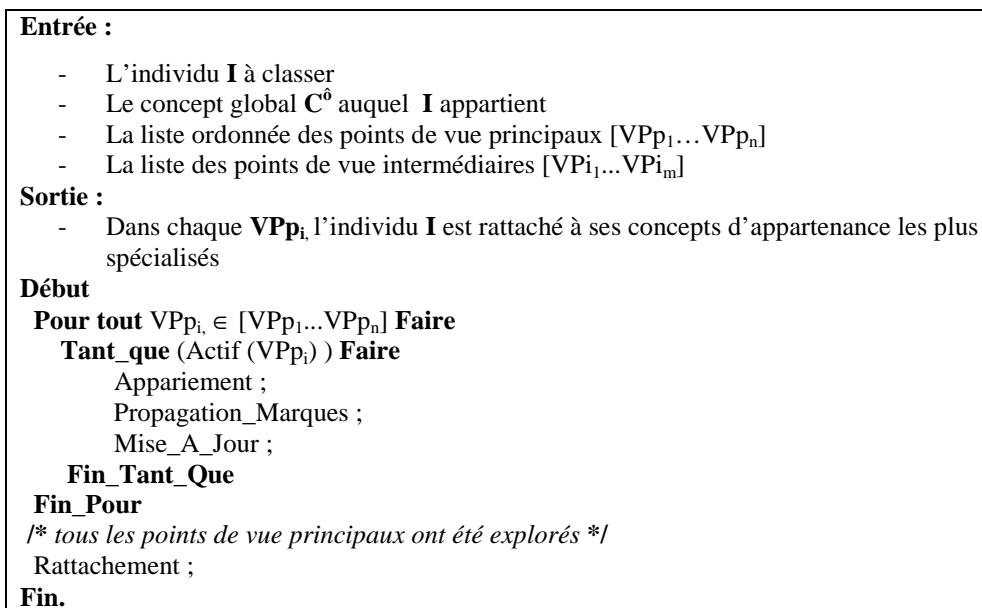 Entrée :
- L'individu I à classer
- Le concept global Cô auquel I appartient
- La liste ordonnée des points de vue principaux [VPp₁…VPpₙ]
- La liste des points de vue intermédiaires [VPi₁...VPiₘ]
Sortie :
- Dans chaque VPpᵢ, l'individu I est rattaché à ses concepts d'appartenance les plus
spécialisés
Début
Pour tout VPpᵢ, ∈ [VPp₁...VPpₙ] Faire
Tant_que (Actif (VPpᵢ) ) Faire
Appariement ;
Propagation_Marques ;
Mise_A_Jour ;
Fin_Tant_Que
Fin_Pour
/* tous les points de vue principaux ont été explorés */
Rattachement ;
Fin.